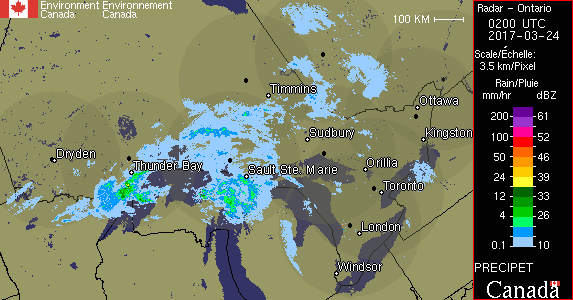 Environment Environnement
Canada Canada
100 KM
Timmins
Ottawa
Sudbury
Kingston
Dryden
Thunder Bay
Sault Ste. Marie
Orillia
Toronto
London
Windsor
Radar - Ontario
0200 UTC
2017-03-24
Scale/Échelle:
3.5 km/Pixel
Rain/Pluie
mm/hr dBZ
200 61
100 52
50 46
24 39
12 33
4 26
0.1 10
PRECIPET
Canada